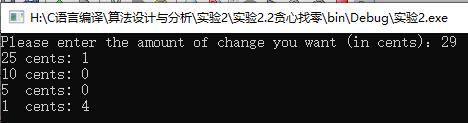 H:\C语言编译\算法设计与分析\实验2\实验2.2贪心找零\bin\Debug\实验2.exe
Please enter the amount of change you want (in cents): 29
25 cents: 1
10 cents: 0
5  cents: 0
1  cents: 4